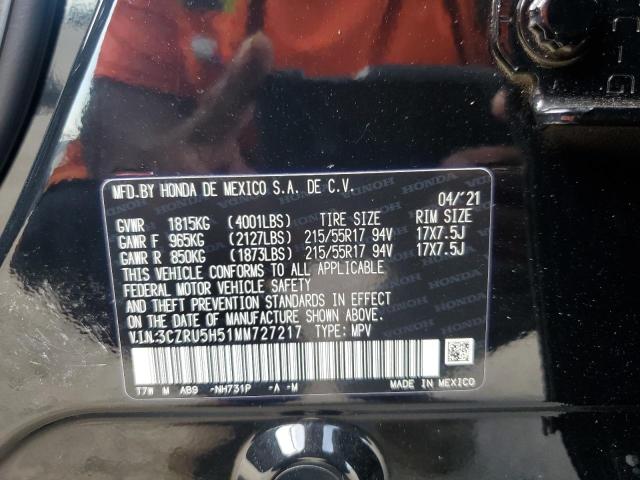 MFD.BY HONDA DE MEXICO S.A. DE C.V.
04/'21
GVWR 1815KG (4001LBS) TIRE SIZE RIM SIZE
GAWR F 965KG (2127LBS) 215/55R17 94V 17X7.5J
GAWR R 850KG (1873LBS) 215/55R17 94V 17X7.5J
THIS VEHICLE CONFORMS TO ALL APPLICABLE
FEDERAL MOTOR VEHICLE SAFETY
AND THEFT PREVENTION STANDARDS IN EFFECT
ON THE DATE OF MANUFACTURE SHOWN ABOVE.
V.I.N:3CZRU5H51MM727217 TYPE: MPV
T7W M AB9 -NH731P -A -M
MADE IN MEXICO